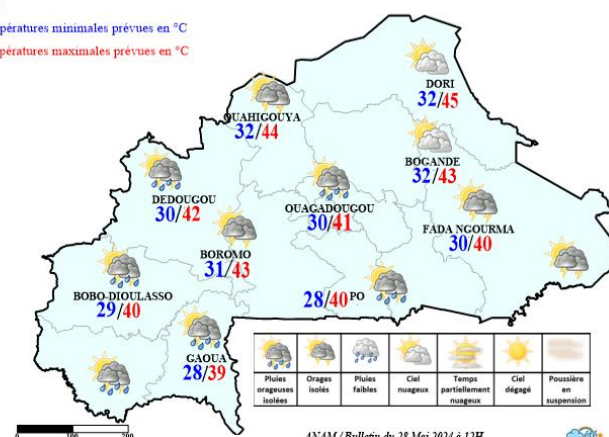 pératures minimales prévues en °C
pératures maximales prévues en °C
DORI
32/45
OUAHIGOUYA
32/44
BOGANDE
32/43
DEDOUGOU
30/42
OUAGADOUGOU
30/41
FADA NGOURMA
30/40
BOROMO
31/43
BOBO-DIOULASSO
29/40
28/40 PO
GAOUA
28/39
Pluies orageuses isolées
Orages isolés
Pluies faibles
Ciel nuageux
Temps partiellement nuageux
Ciel dégagé
Poussière en suspension
0 100 200
ANAM / Bulletin du 28 Mai 2024 à 12H